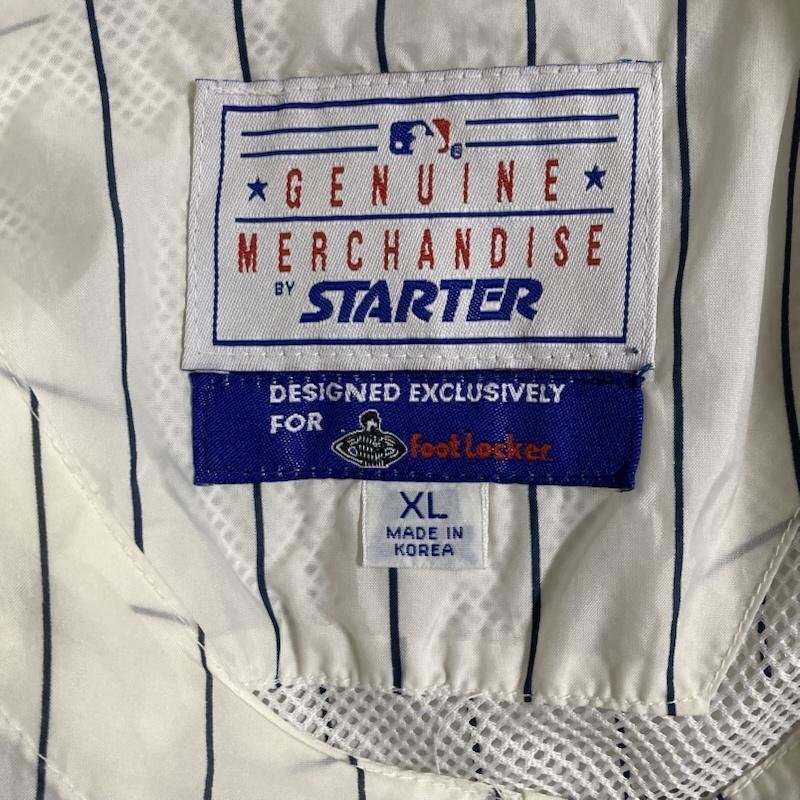 GENUINE
MERCHANDISE
BY STARTER
DESIGNED EXCLUSIVELY
FOR Foot Locker
XL
MADE IN
KOREA